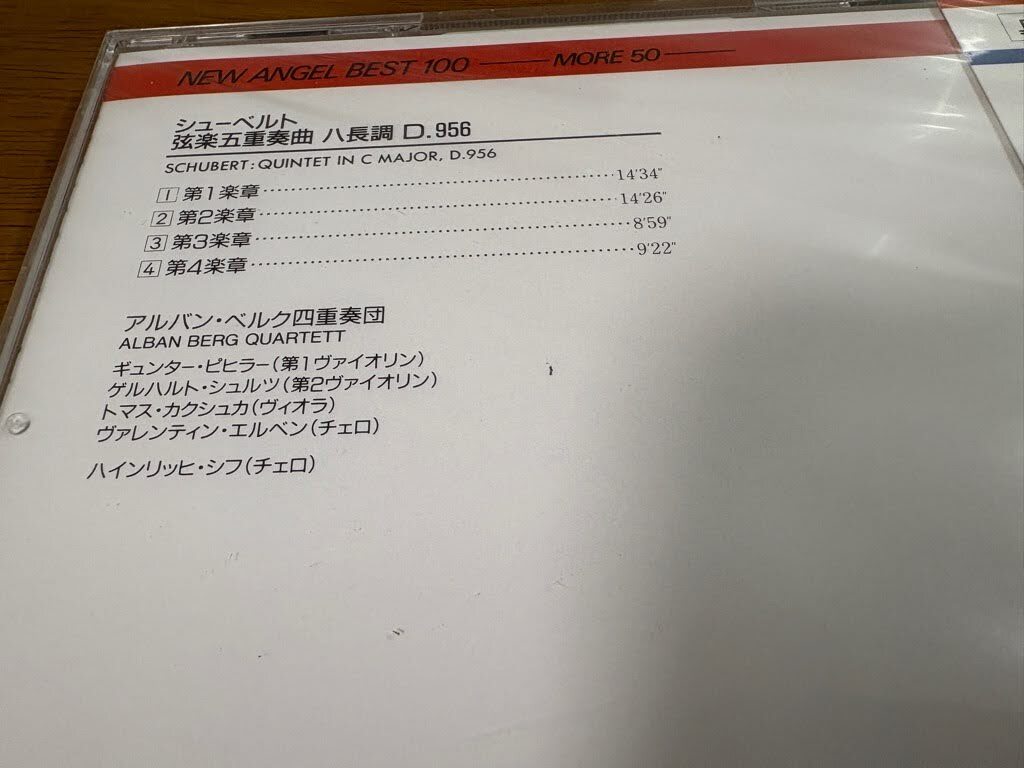 NEW ANGEL BEST 100 ——— MORE 50 ———
シューベルト
弦楽五重奏曲 ハ長調 D.956
SCHUBERT: QUINTET IN C MAJOR, D.956
1 第1楽章 ········ 14'34"
2 第2楽章 ········ 14'26"
3 第3楽章 ········ 8'59"
4 第4楽章 ········ 9'22"
アルバン・ベルク四重奏団
ALBAN BERG QUARTETT
ギュンター・ピヒラー(第1ヴァイオリン)
ゲルハルト・シュルツ(第2ヴァイオリン)
トマス・カクシュカ(ヴィオラ)
ヴァレンティン・エルベン(チェロ)
ハインリッヒ・シフ(チェロ)